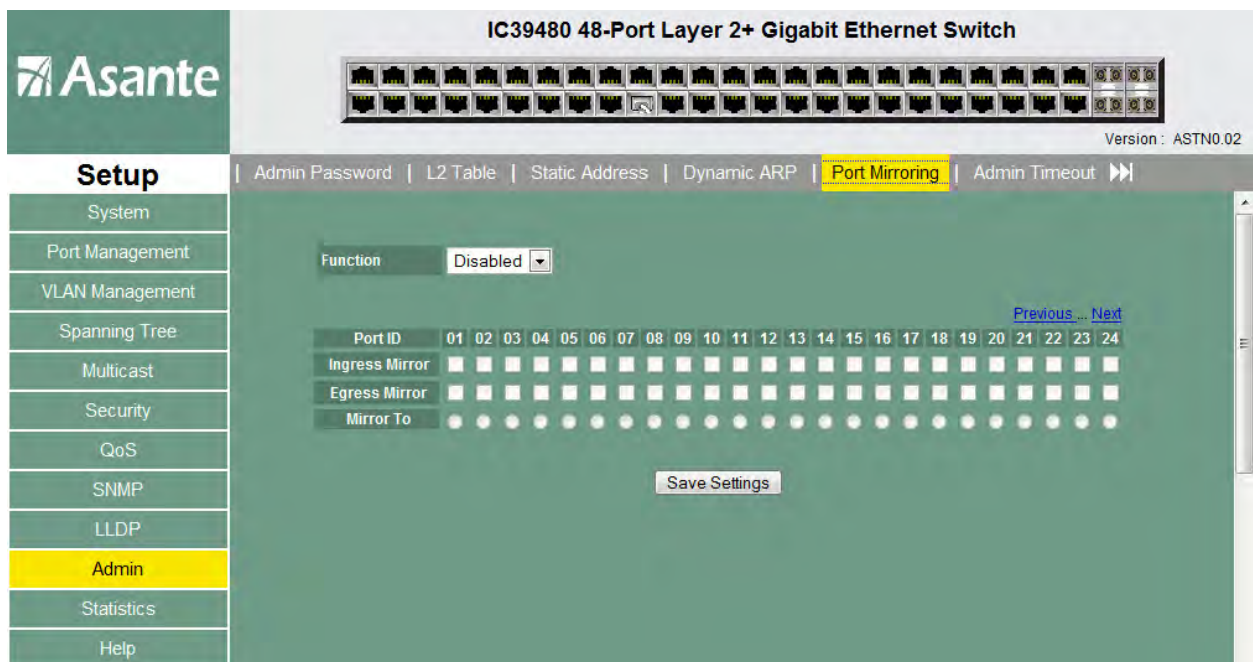 IC39480 48-Port Layer 2+ Gigabit Ethernet Switch
Asante
Version : ASTN0.02
Setup
| Admin Password | L2 Table | Static Address | Dynamic ARP | Port Mirroring | Admin Timeout
System
Port Management
VLAN Management
Spanning Tree
Multicast
Security
QoS
SNMP
LLDP
Admin
Statistics
Help
Function Disabled
Previous ... Next
Port ID 01 02 03 04 05 06 07 08 09 10 11 12 13 14 15 16 17 18 19 20 21 22 23 24
Ingress Mirror
Egress Mirror
Mirror To
Save Settings